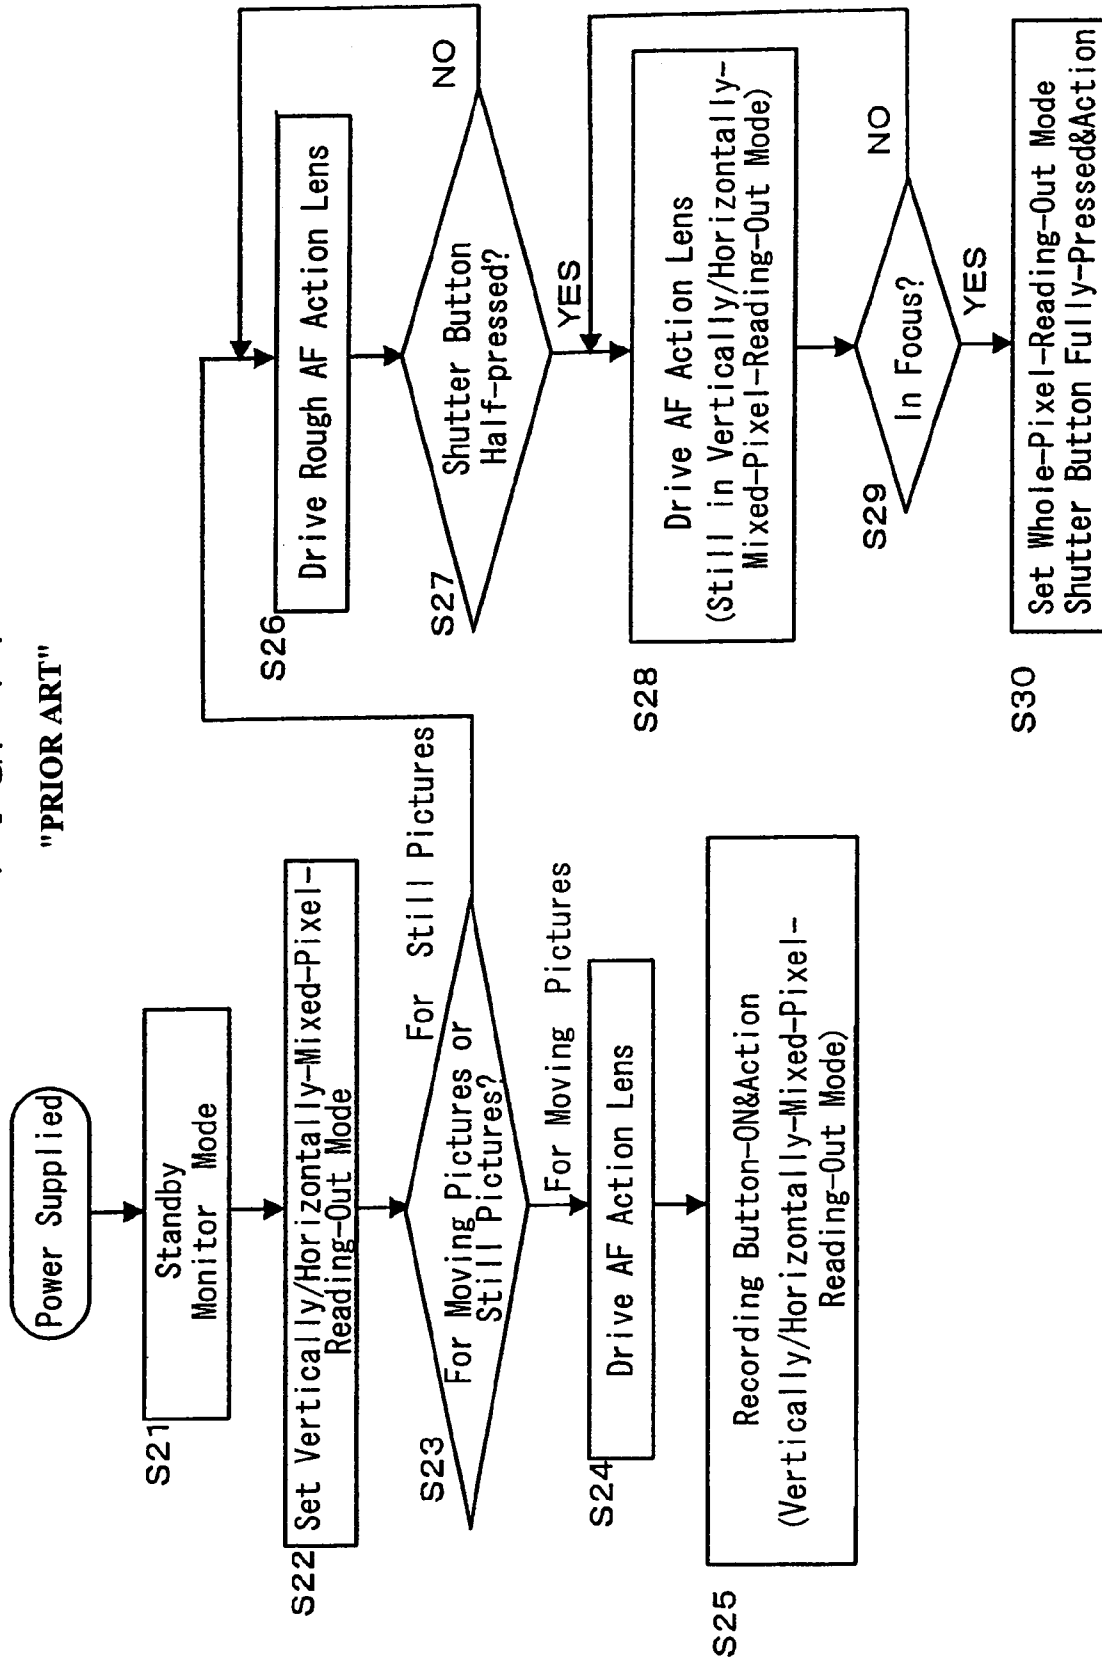 "PRIOR ART"
Power Supplied
S21
Standby
Monitor Mode
S22
Set Vertically/Horizontally-Mixed-Pixel-
Reading-Out Mode
S23
For Moving Pictures or
Still Pictures?
For Still Pictures
For Moving Pictures
S24
Drive AF Action Lens
S25
Recording Button-ON&Action
(Vertically/Horizontally-Mixed-Pixel-
Reading-Out Mode)
S26
Drive Rough AF Action Lens
S27
Shutter Button
Half-pressed?
NO
YES
S28
Drive AF Action Lens
(Still in Vertically/Horizontally-
Mixed-Pixel-Reading-Out Mode)
S29
In Focus?
NO
YES
S30
Set Whole-Pixel-Reading-Out Mode
Shutter Button Fully-Pressed&Action